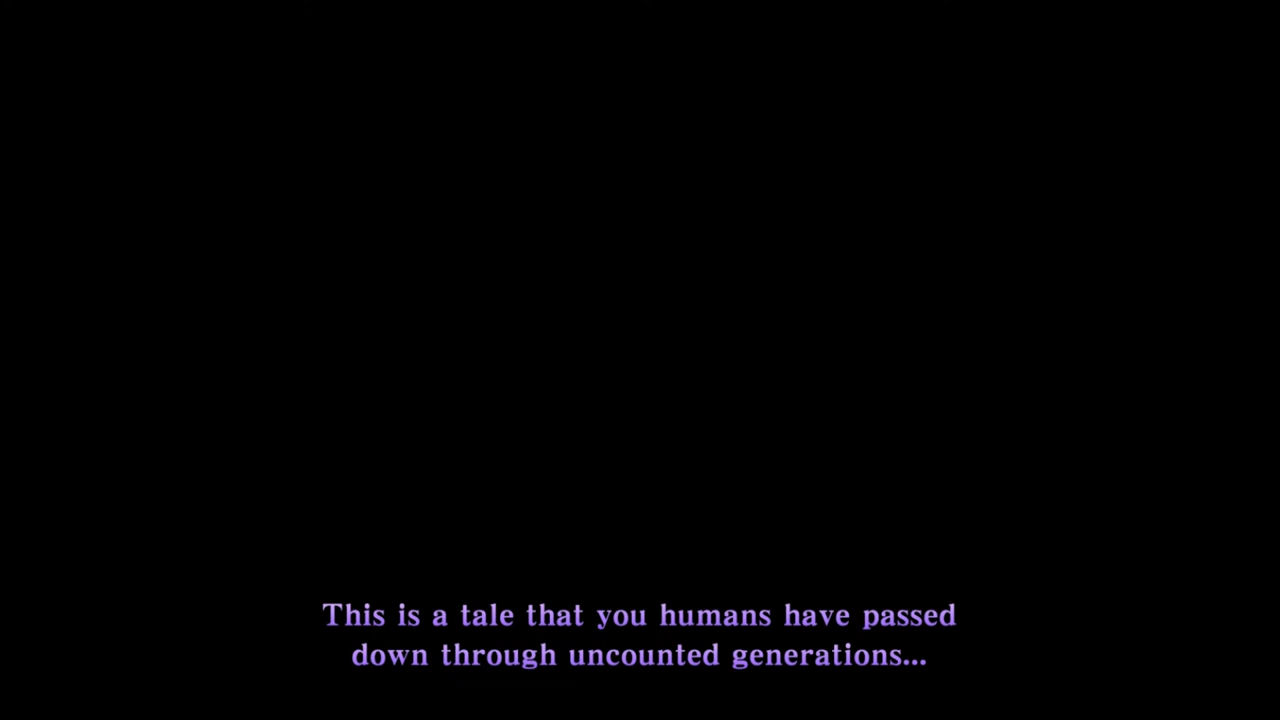 This is a tale that you humans have passed
down through uncounted generations...